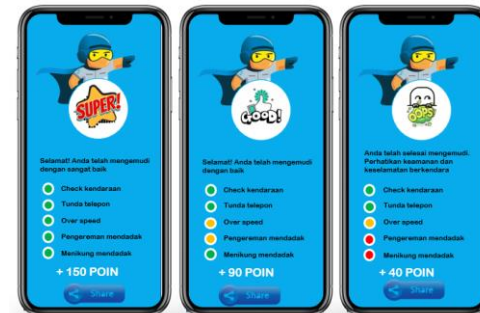 SUPER!
Selamat! Anda telah mengemudi
dengan sangat baik
Check kendaraan
Tunda telepon
Over speed
Pengereman mendadak
Menikung mendadak
+ 150 POIN
Share
GOOD!
Selamat! Anda telah mengemudi
dengan baik
Check kendaraan
Tunda telepon
Over speed
Pengereman mendadak
Menikung mendadak
+ 90 POIN
Share
OOPS
Anda telah selesai mengemudi.
Perhatikan keamanan dan
keselamatan berkendara
Check kendaraan
Tunda telepon
Over speed
Pengereman mendadak
Menikung mendadak
+ 40 POIN
Share